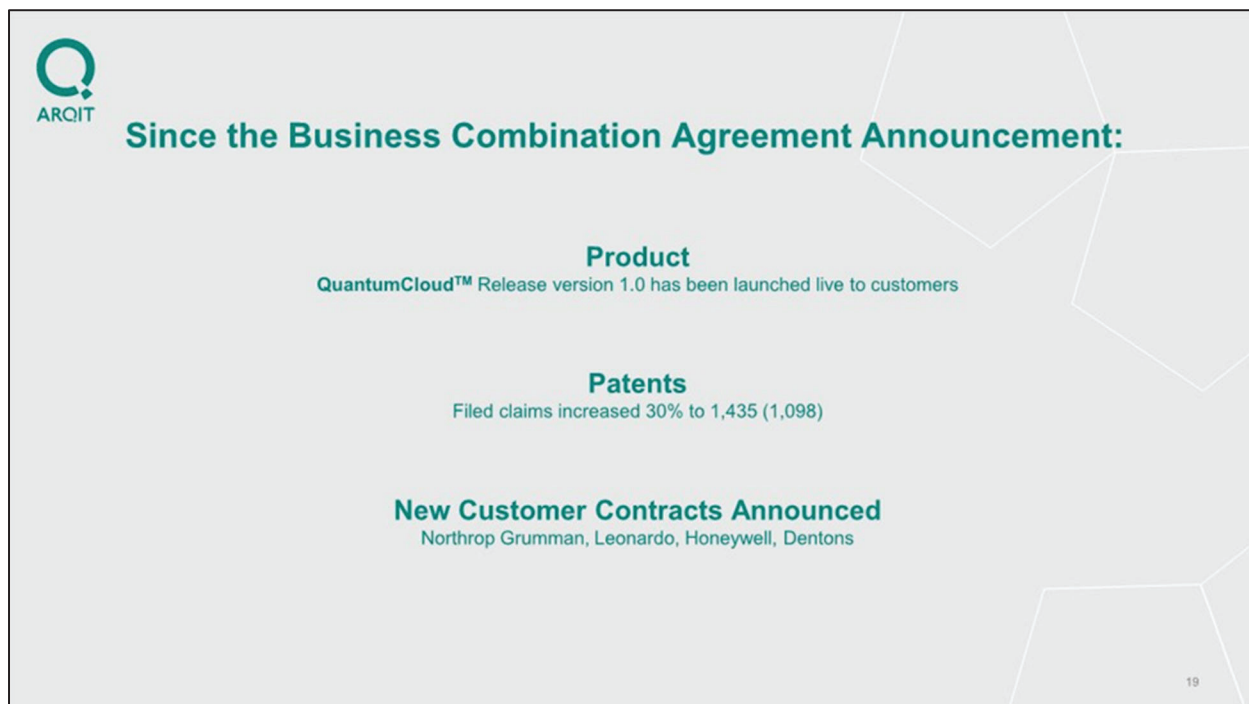 ARQIT
Since the Business Combination Agreement Announcement:
Product
QuantumCloud™ Release version 1.0 has been launched live to customers
Patents
Filed claims increased 30% to 1,435 (1,098)
New Customer Contracts Announced
Northrop Grumman, Leonardo, Honeywell, Dentons
19